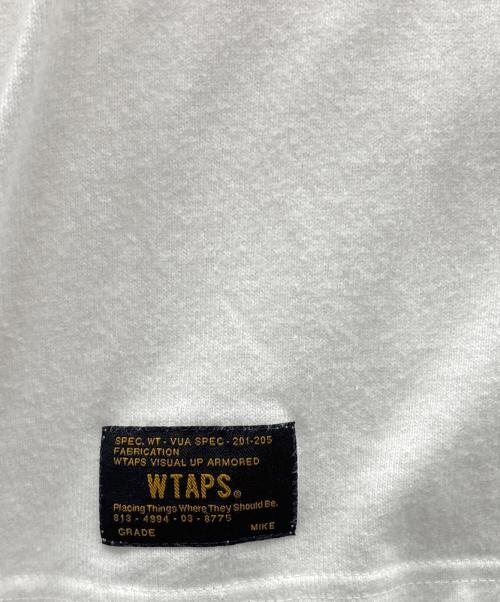 SPEC. WT - VUA SPEC - 201-205
FABRICATION
WTAPS VISUAL UP ARMORED
WTAPS®
Placing Things Where They Should Be.
813 - 4994 - 03 - 8775
GRADE MIKE